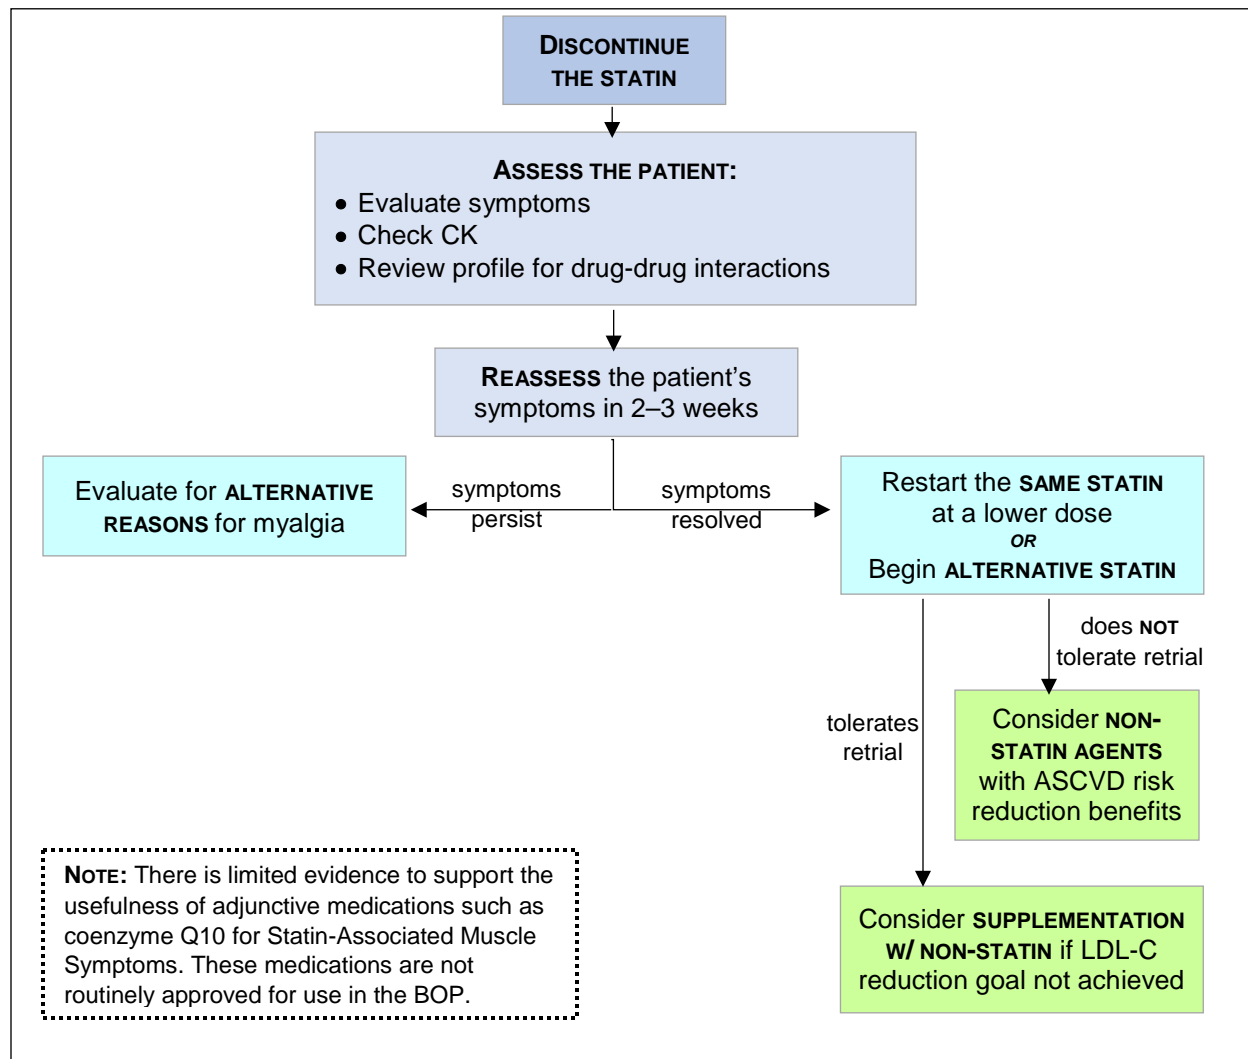 DISCONTINUE
THE STATIN
ASSESS THE PATIENT:
• Evaluate symptoms
• Check CK
• Review profile for drug-drug interactions
REASSESS the patient’s
symptoms in 2–3 weeks
Evaluate for ALTERNATIVE
REASONS for myalgia
symptoms
persist
symptoms
resolved
Restart the SAME STATIN
at a lower dose
OR
Begin ALTERNATIVE STATIN
does NOT
tolerate retrial
tolerates
retrial
Consider NON-
STATIN AGENTS
with ASCVD risk
reduction benefits
NOTE: There is limited evidence to support the
usefulness of adjunctive medications such as
coenzyme Q10 for Statin-Associated Muscle
Symptoms. These medications are not
routinely approved for use in the BOP.
Consider SUPPLEMENTATION
W/ NON-STATIN if LDL-C
reduction goal not achieved